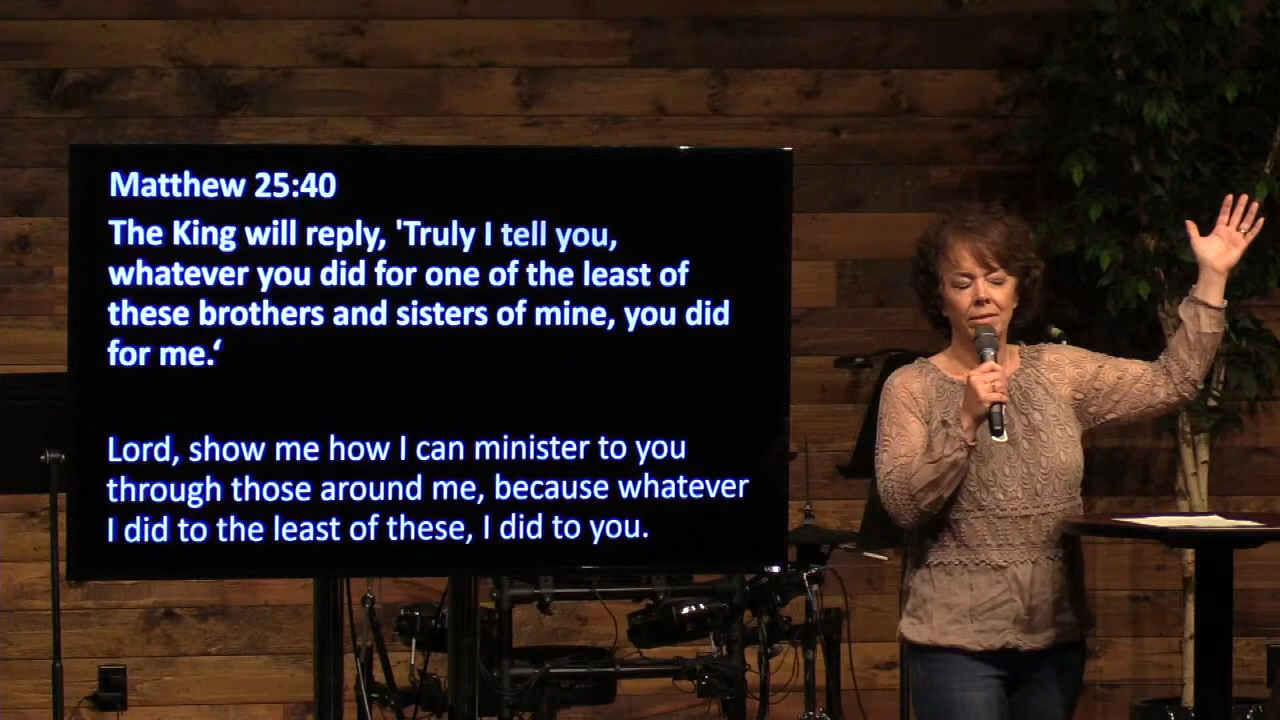 Matthew 25:40
The King will reply, 'Truly I tell you,
whatever you did for one of the least of
these brothers and sisters of mine, you did
for me.‘
Lord, show me how I can minister to you
through those around me, because whatever
I did to the least of these, I did to you.